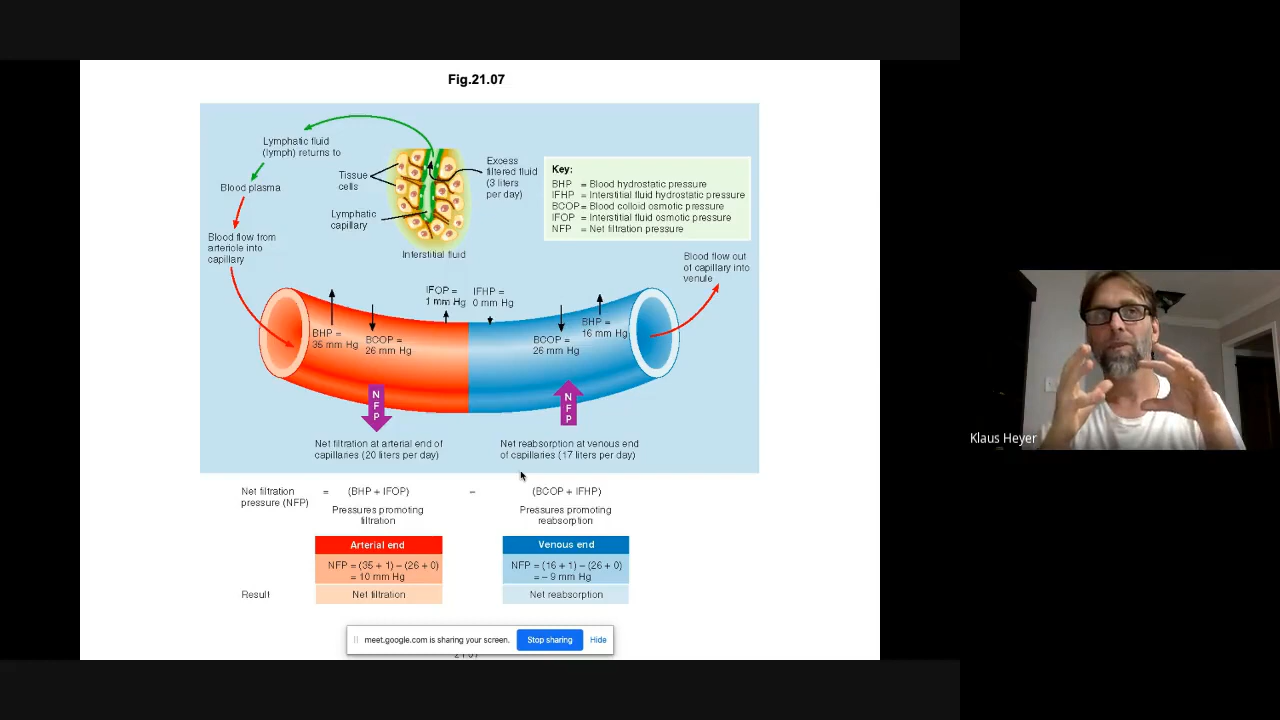 Fig.21.07
Lymphatic fluid
(lymph) returns to
Blood plasma
Blood flow from
arteriole into
capillary
Tissue
cells
Lymphatic
capillary
Excess
filtered fluid
(3 liters
per day)
Interstitial fluid
Key:
BHP = Blood hydrostatic pressure
IFHP = Interstitial fluid hydrostatic pressure
BCOP = Blood colloid osmotic pressure
IFOP = Interstitial fluid osmotic pressure
NFP = Net filtration pressure
Blood flow out
of capillary into
venule
BHP =
35 mm Hg
BCOP =
26 mm Hg
IFOP =
1 mm Hg
IFHP =
0 mm Hg
BCOP =
26 mm Hg
BHP =
16 mm Hg
N
F
P
N
F
P
Net filtration at arterial end of
capillaries (20 liters per day)
Net reabsorption at venous end
of capillaries (17 liters per day)
Net filtration
pressure (NFP)
= (BHP + IFOP) – (BCOP + IFHP)
Pressures promoting
filtration
Pressures promoting
reabsorption
Arterial end
NFP = (35 + 1) – (26 + 0)
= 10 mm Hg
Venous end
NFP = (16 + 1) – (26 + 0)
= – 9 mm Hg
Result
Net filtration
Net reabsorption
meet.google.com is sharing your screen.
Stop sharing
Hide
21.07
Klaus Heyer